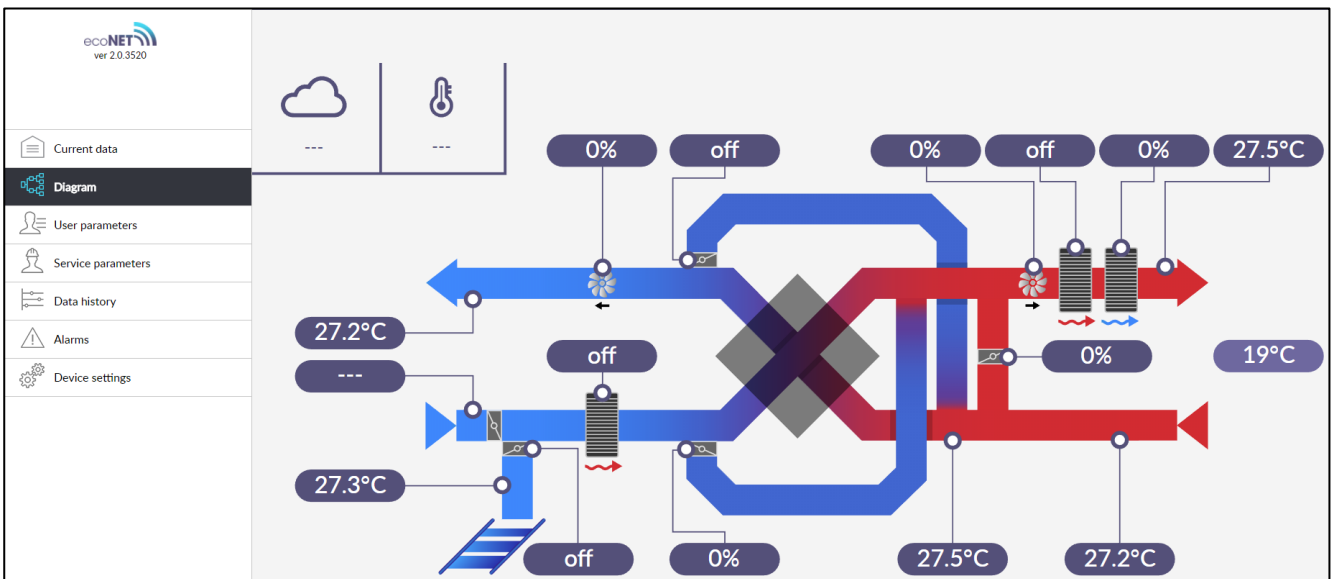 ecoNET
ver 2.0.3520
Current data
Diagram
User parameters
Service parameters
Data history
Alarms
Device settings
---
---
0%
off
0%
off
0%
27.5°C
27.2°C
off
0%
19°C
---
27.3°C
off
0%
27.5°C
27.2°C